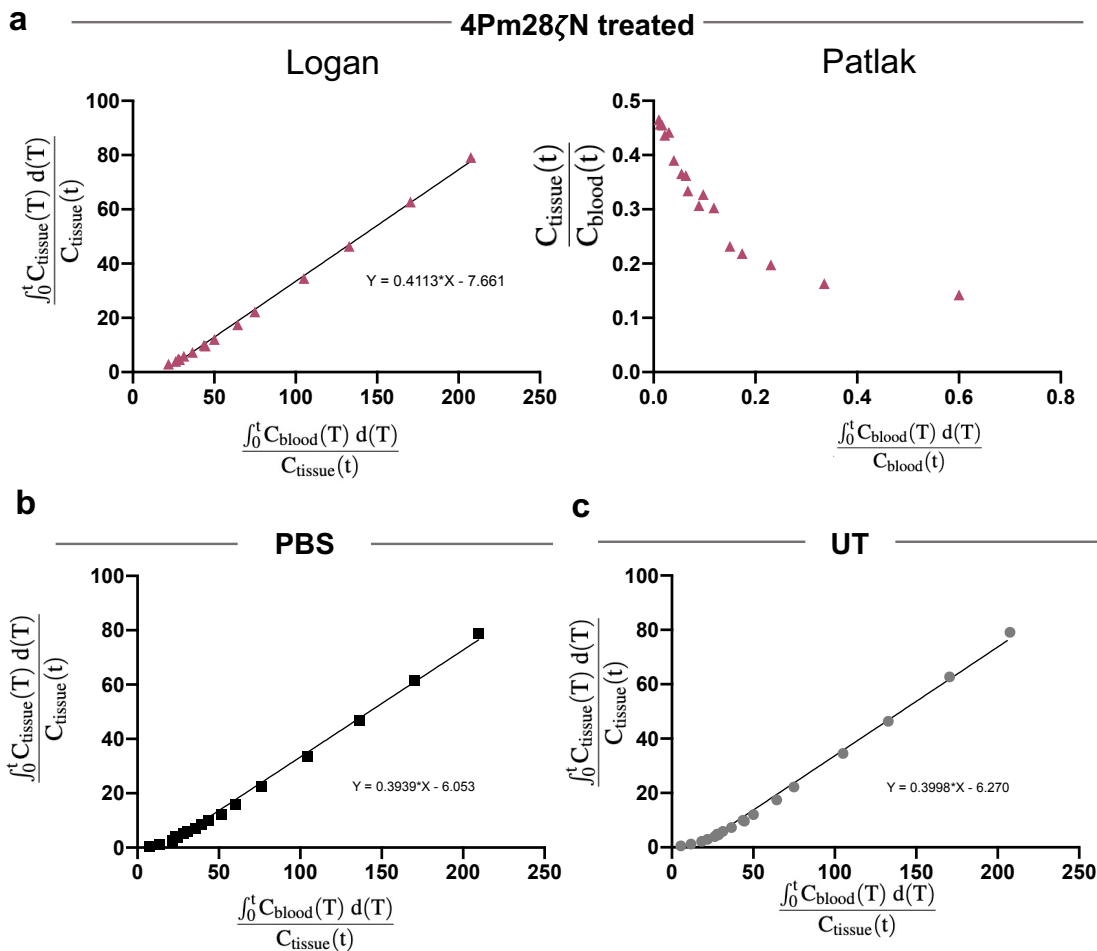 a
4Pm28ζN treated
Logan
Patlak
∫₀ᵗ C_tissue(T) d(T)
C_tissue(t)
100
80
60
40
20
0
Y = 0.4113*X - 7.661
0 50 100 150 200 250
∫₀ᵗ C_blood(T) d(T)
C_tissue(t)
C_tissue(t)
C_blood(t)
0.5
0.4
0.3
0.2
0.1
0.0
0.0 0.2 0.4 0.6 0.8
∫₀ᵗ C_blood(T) d(T)
C_blood(t)
b
PBS
∫₀ᵗ C_tissue(T) d(T)
C_tissue(t)
100
80
60
40
20
0
Y = 0.3939*X - 6.053
0 50 100 150 200 250
∫₀ᵗ C_blood(T) d(T)
C_tissue(t)
c
UT
∫₀ᵗ C_tissue(T) d(T)
C_tissue(t)
100
80
60
40
20
0
Y = 0.3998*X - 6.270
0 50 100 150 200 250
∫₀ᵗ C_blood(T) d(T)
C_tissue(t)